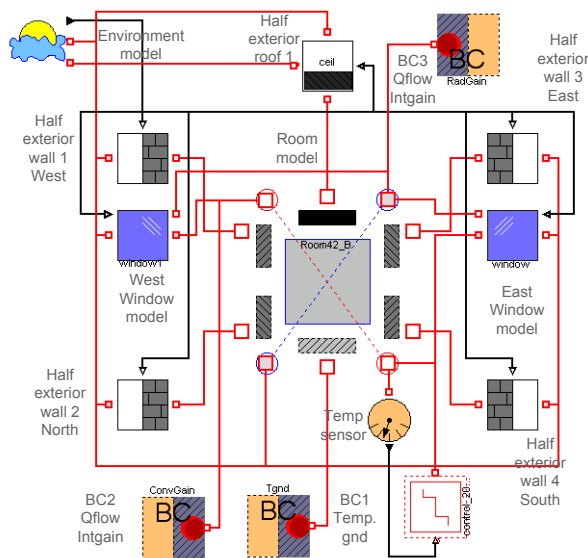 Environment
model
Half
exterior
roof 1
ceil
BC3
Qflow
Intgain
BC
RadGain
Half
exterior
wall 3
East
Half
exterior
wall 1
West
Room
model
window1
West
Window
model
Room42_B
window
East
Window
model
Half
exterior
wall 2
North
Temp
sensor
Half
exterior
wall 4
South
BC2
Qflow
Intgain
ConvGain
BC
Tgnd
BC
BC1
Temp.
gnd